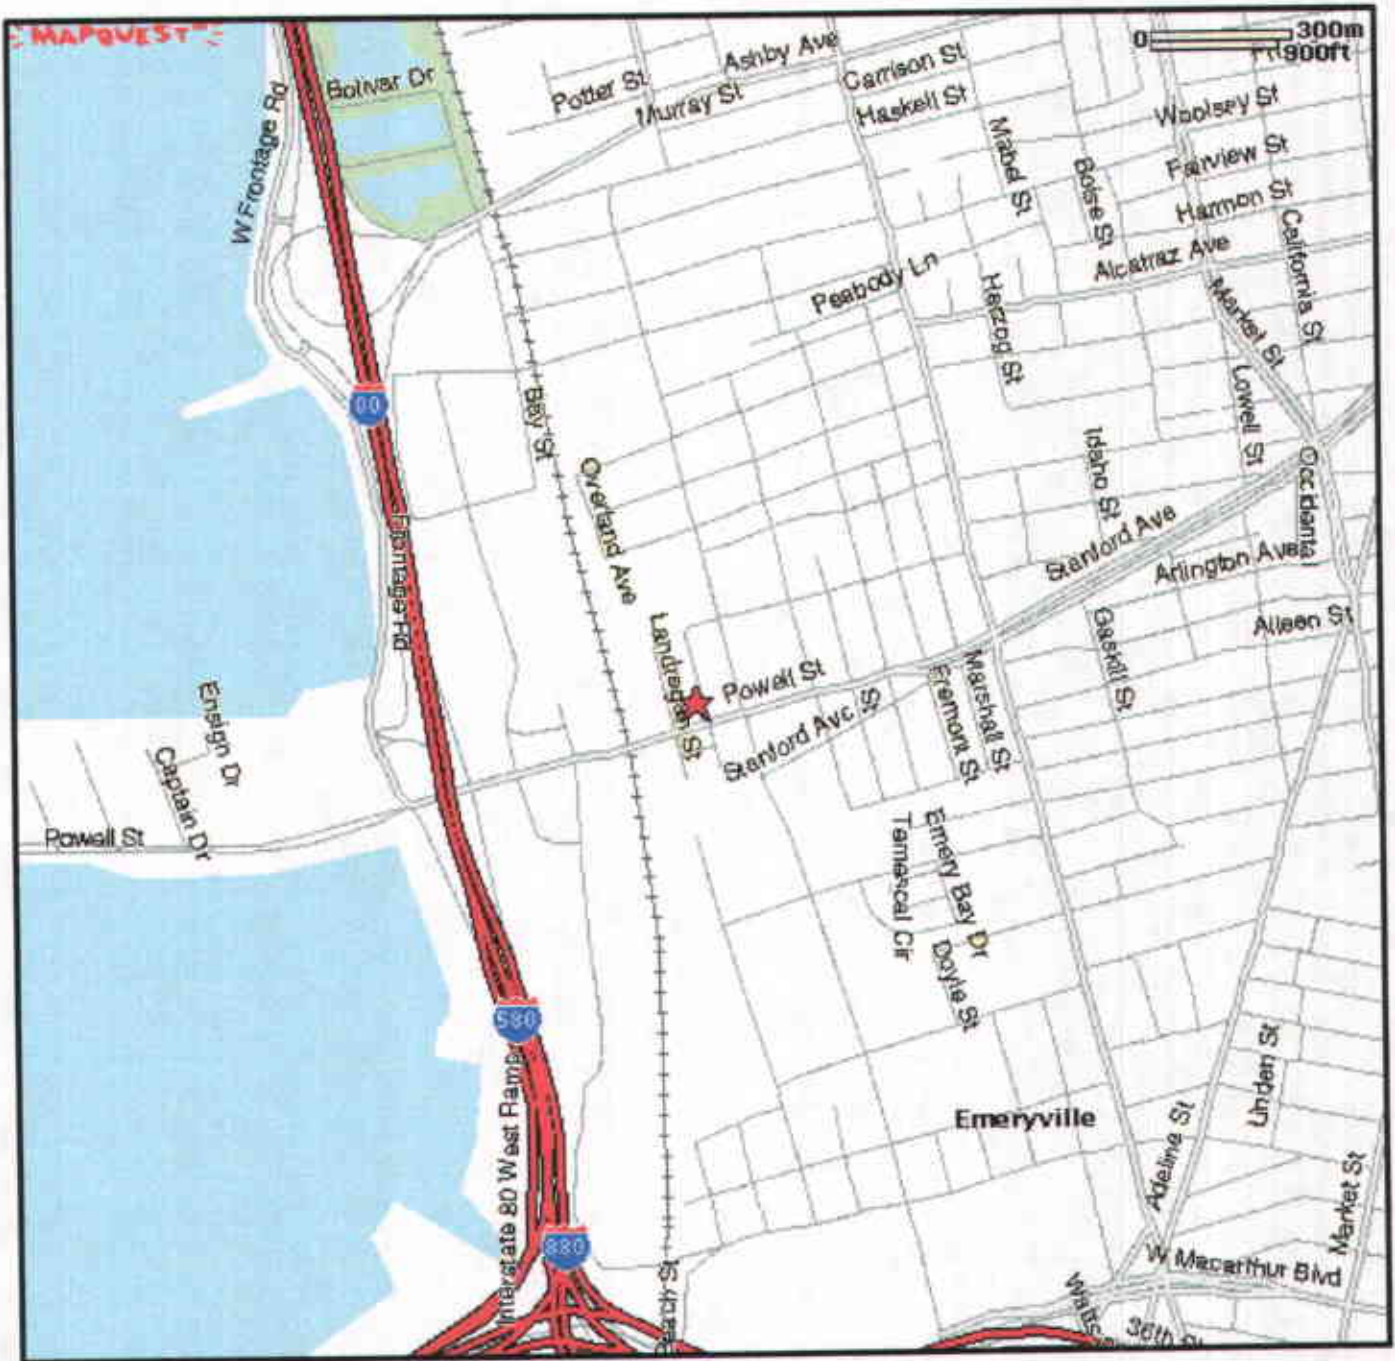 MAPQUEST
0 300m
900ft
Ashby Ave
Carrison St
Bolivar Dr
Potter St
Murray St
Haskell St
Woolsey St
W Frontage Rd
Mabel St
Boise St
Fairview St
Harmon St
California St
Alcatraz Ave
Peabody Ln
Herzog St
Market St
Lowell St
Bay St
Overland Ave
Idaho St
Occidental
Stanford Ave
Arlington Ave
Frontage Rd
Landregan St
Gaskill St
Aileen St
Powell St
Stanford Ave
Fremont St
Marshall St
Ensign Dr
Captain Dr
Powell St
Emery Bay Dr
Temescal Cir
Doyle St
580
Interstate 80 West Ramp
Emeryville
Adeline St
Linden St
Market St
880
Beach St
W Macarthur Blvd
36th St